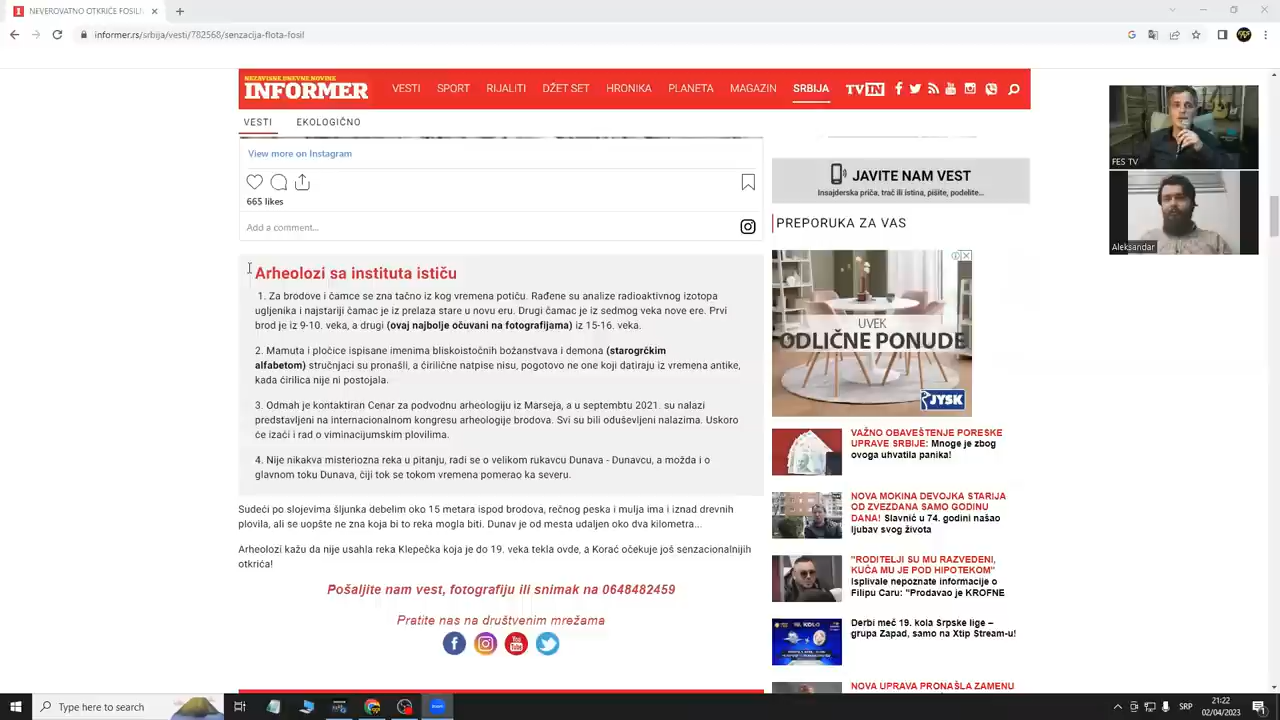 NEVEROVATNO OTKRIĆE FOSIL!
informer.rs/srbija/vesti/782568/senzacija-flota-fosil
NEZAVISNE DNEVNE NOVINE
INFORMER
VESTI SPORT RIJALITI DŽET SET HRONIKA PLANETA MAGAZIN SRBIJA TV IN
VESTI EKOLOGIČNO
View more on Instagram
665 likes
Add a comment...
Arheolozi sa instituta ističu
1. Za brodove i čamce se zna tačno iz kog vremena potiču. Rađene su analize radioaktivnog izotopa
ugljenika i najstariji čamac je iz prelaza stare u novu eru. Drugi čamac je iz sedmog veka nove ere. Prvi
brod je iz 9-10. veka, a drugi (ovaj najbolje očuvani na fotografijama) iz 15-16. veka.
2. Mamuta i pločice ispisane imenima bliskoistočnih božanstvava i demona (starogrčkim
alfabetom) stručnjaci su pronašli, a ćirilične natpise nisu, pogotovo ne one koji datiraju iz vremena antike,
kada ćirilica nije ni postojala.
3. Odmah je kontaktiran Cenar za podvodnu arheologiju iz Marseja, a u septembtu 2021. su nalazi
predstavljeni na internacionalnom kongresu arheologije brodova. Svi su bili oduševljeni nalazima. Uskoro
će izaći i rad o viminacijumskim plovilima.
4. Nije nikakva misteriozna reka u pitanju, radi se o velikom rukavcu Dunava - Dunavcu, a možda i o
glavnom toku Dunava, čiji tok se tokom vremena pomerao ka severu.
Sudeći po slojevima šljunka debelim oko 15 metara ispod brodova, rečnog peska i mulja ima i iznad drevnih
plovila, ali se uopšte ne zna koja bi to reka mogla biti. Dunav je od mesta udaljen oko dva kilometra...
Arheolozi kažu da nije usahla reka Klepečka koja je do 19. veka tekla ovde, a Korać očekuje još senzacionalnijih
otkrića!
Pošaljite nam vest, fotografiju ili snimak na 0648482459
Pratite nas na društvenim mrežama
JAVITE NAM VEST
Insajderska priča, trač ili istina, pišite, podelite...
PREPORUKA ZA VAS
UVEK
ODLIČNE PONUDE
JYSK
VAŽNO OBAVEŠTENJE PORESKE
UPRAVE SRBIJE: Mnoge je zbog
ovoga uhvatila panika!
NOVA MOKINA DEVOJKA STARIJA
OD ZVEZDANA SAMO GODINU
DANA! Slavnić u 74. godini našao
ljubav svog života
"RODITELJI SU MU RAZVEDENI,
KUĆA MU JE POD HIPOTEKOM"
Isplivale nepoznate informacije o
Filipu Caru: "Prodavao je KROFNE
Derbi meč 19. kola Srpske lige –
grupa Zapad, samo na Xtip Stream-u!
NOVA UPRAVA PRONAŠLA ZAMENU
FES TV
Aleksandar
Type here to search
SRP
21:22
02/04/2023